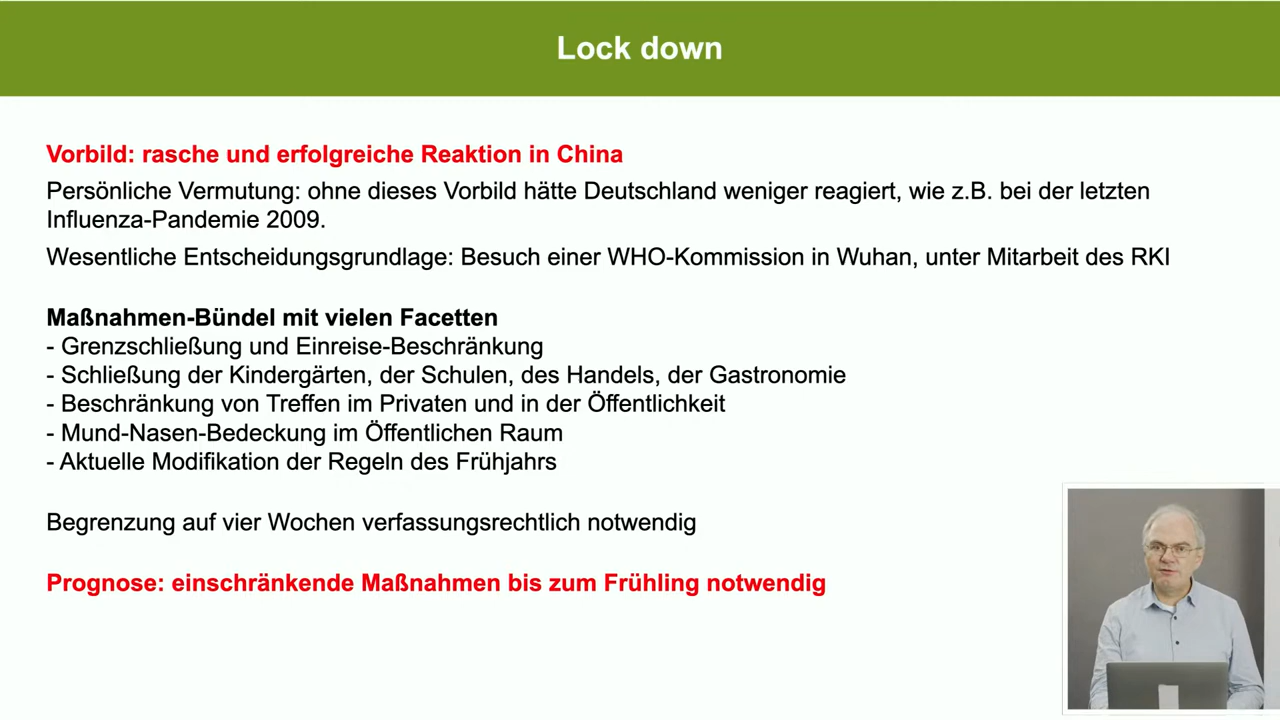 Lock down
Vorbild: rasche und erfolgreiche Reaktion in China
Persönliche Vermutung: ohne dieses Vorbild hätte Deutschland weniger reagiert, wie z.B. bei der letzten
Influenza-Pandemie 2009.
Wesentliche Entscheidungsgrundlage: Besuch einer WHO-Kommission in Wuhan, unter Mitarbeit des RKI
Maßnahmen-Bündel mit vielen Facetten
- Grenzschließung und Einreise-Beschränkung
- Schließung der Kindergärten, der Schulen, des Handels, der Gastronomie
- Beschränkung von Treffen im Privaten und in der Öffentlichkeit
- Mund-Nasen-Bedeckung im Öffentlichen Raum
- Aktuelle Modifikation der Regeln des Frühjahrs
Begrenzung auf vier Wochen verfassungsrechtlich notwendig
Prognose: einschränkende Maßnahmen bis zum Frühling notwendig